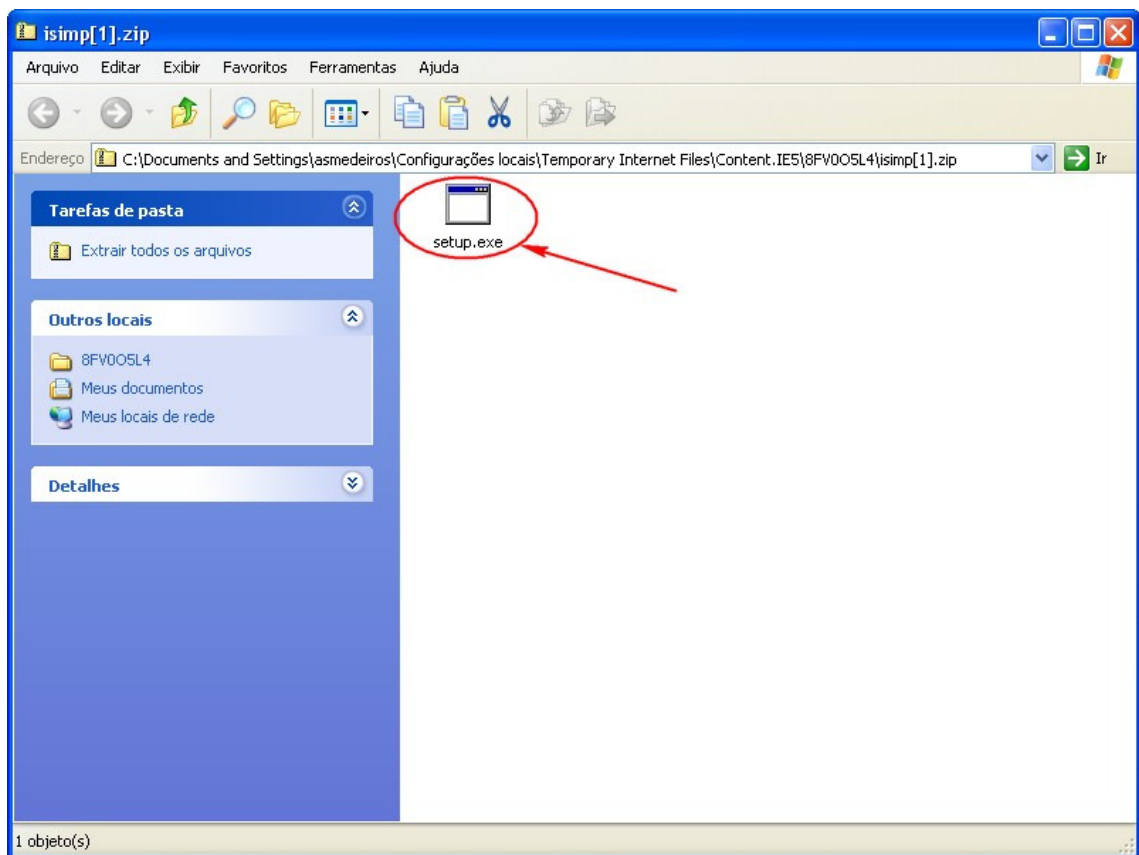 isimp[1].zip
Arquivo Editar Exibir Favoritos Ferramentas Ajuda
Endereço C:\Documents and Settings\asmedeiros\Configurações locais\Temporary Internet Files\Content.IE5\8FV0O5L4\isimp[1].zip Ir
Tarefas de pasta
Extrair todos os arquivos
Outros locais
8FV0O5L4
Meus documentos
Meus locais de rede
Detalhes
setup.exe
1 objeto(s)